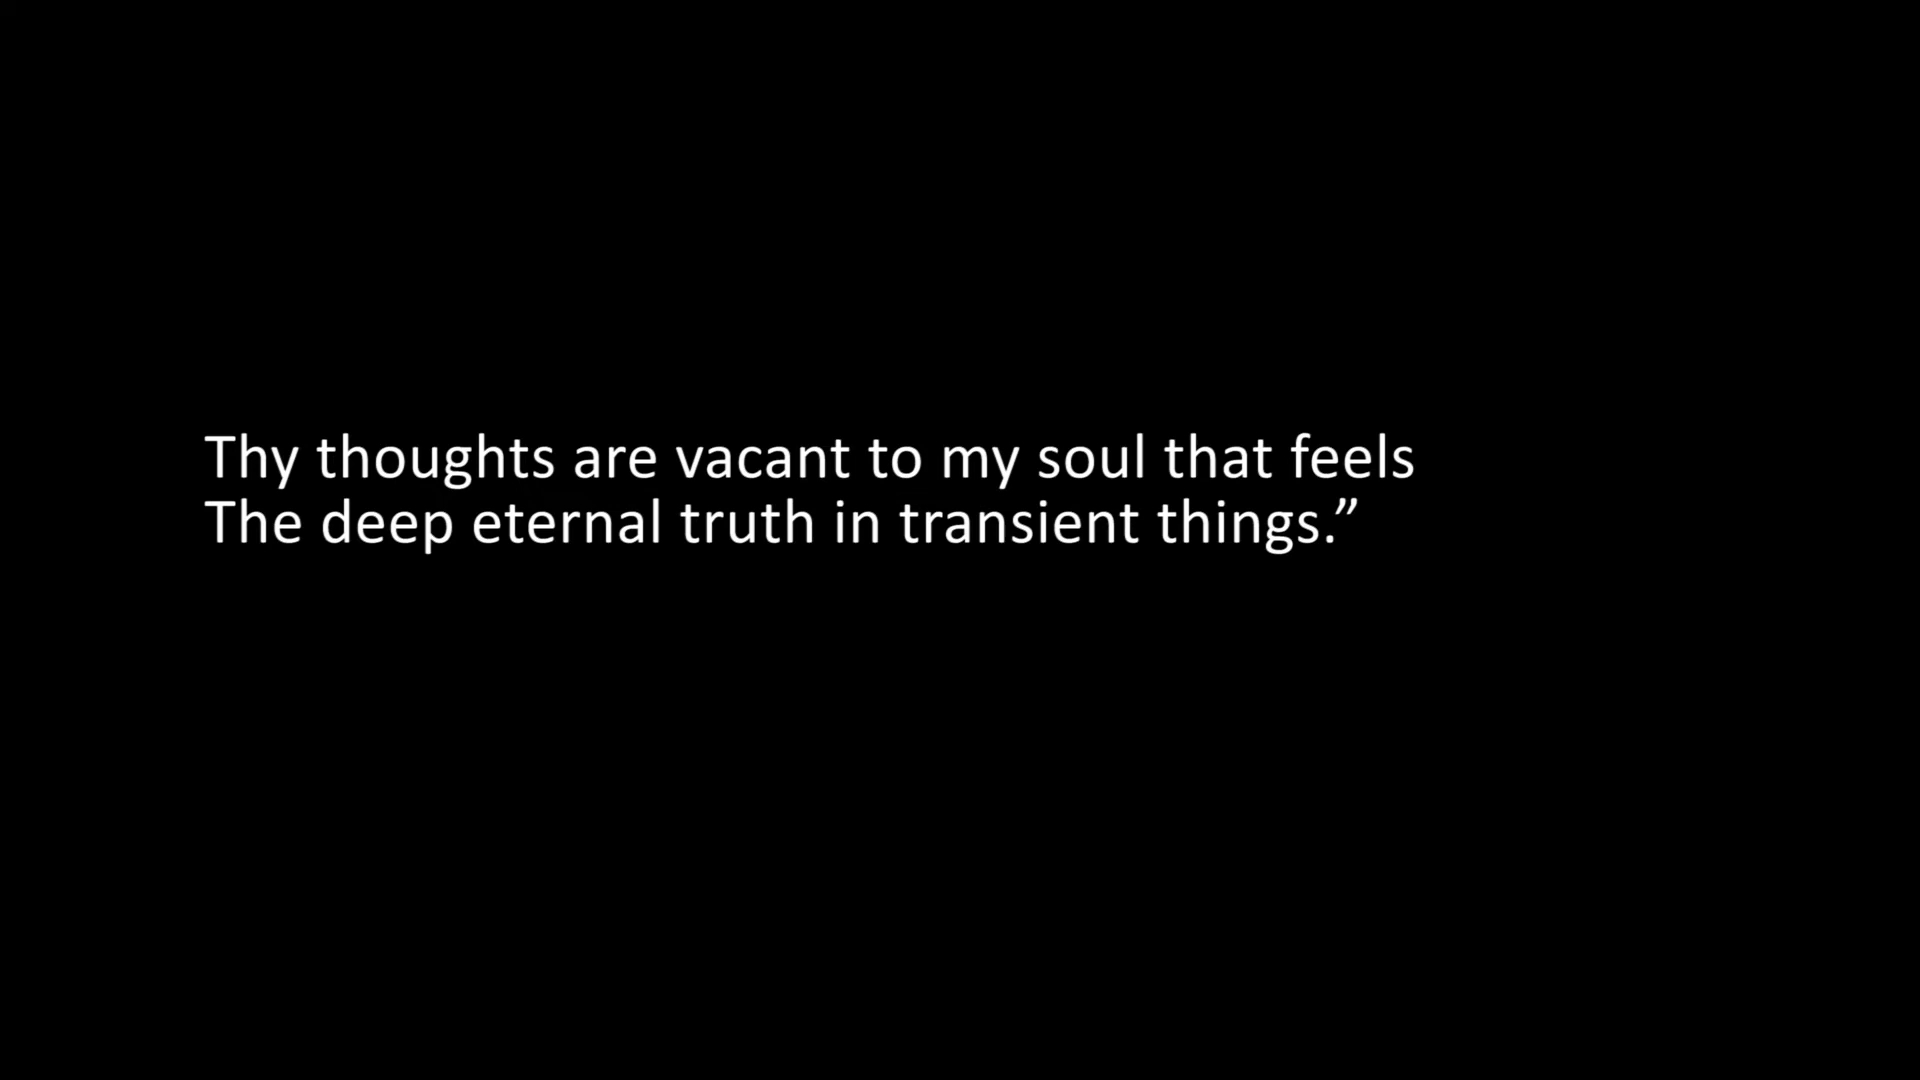 Thy thoughts are vacant to my soul that feels
The deep eternal truth in transient things.”